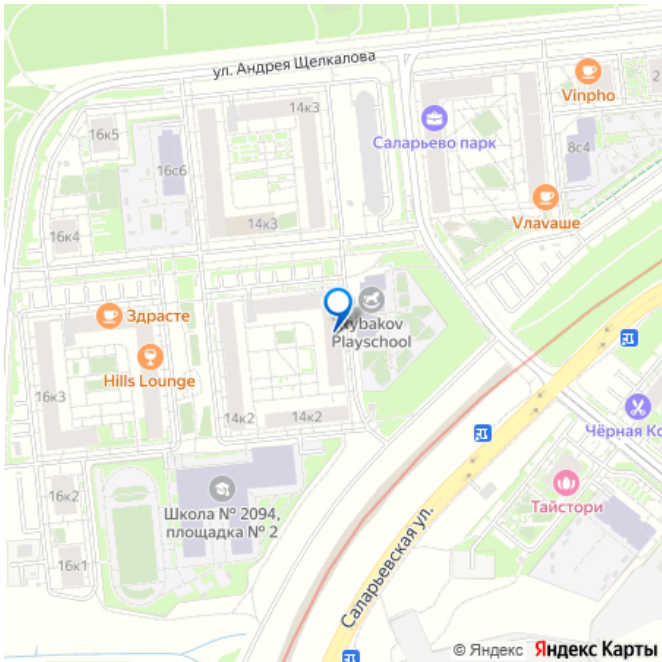 ул. Андрея Щелкалова
Vinpho
2
14к3
Саларьево парк
16к5
16с6
8с4
Vлаваше
14к3
16к4
Здрасте
Rybakov
Playschool
Hills Lounge
16к3
14к2
14к2
Чёрная Ко
16к2
Школа № 2094,
площадка № 2
Тайстори
16к1
Саларьевская ул.
© Яндекс Яндекс Карты